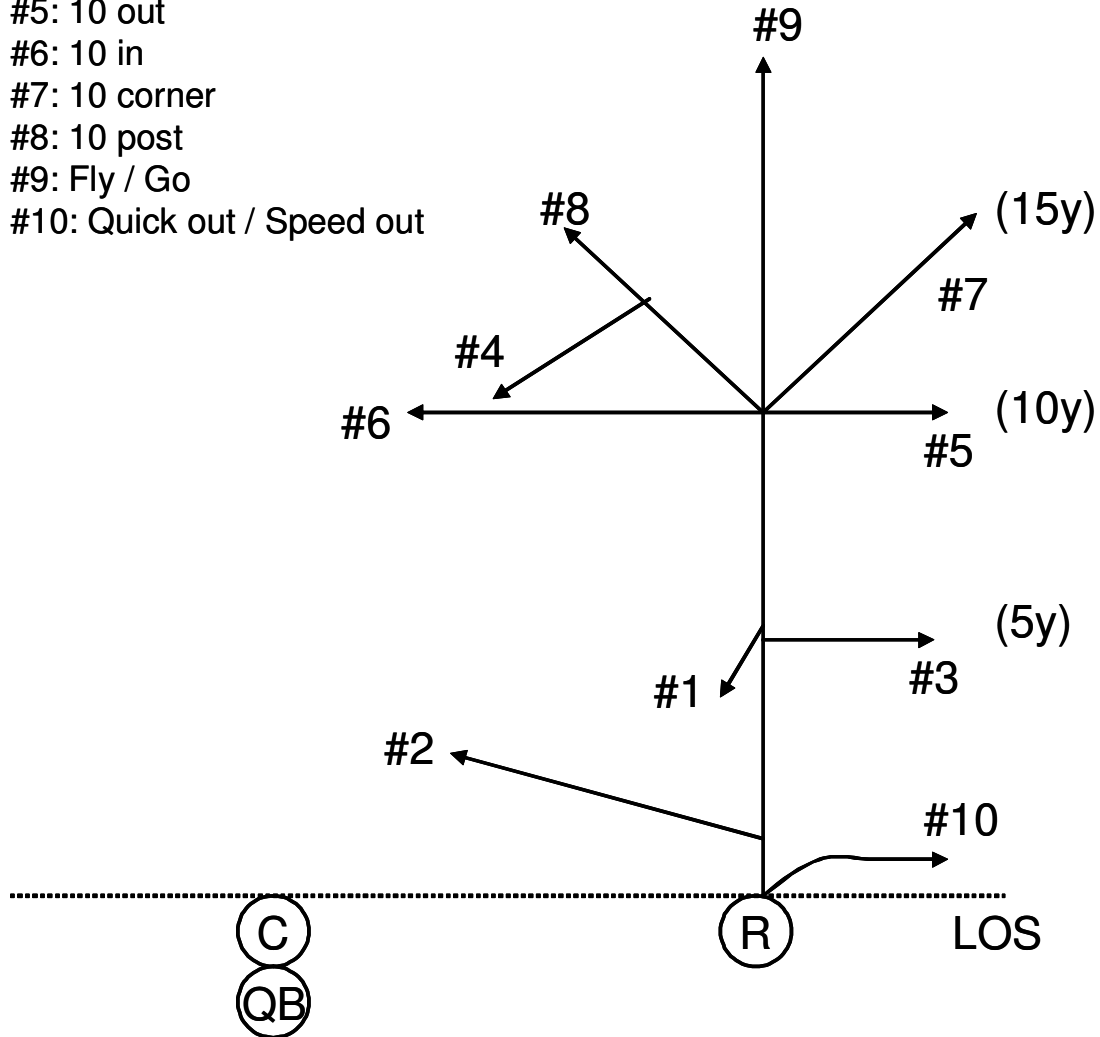 #5: 10 out
#6: 10 in
#7: 10 corner
#8: 10 post
#9: Fly / Go
#10: Quick out / Speed out
#9
#8
(15y)
#7
#4
#6
(10y)
#5
(5y)
#3
#1
#2
#10
C
R
LOS
QB